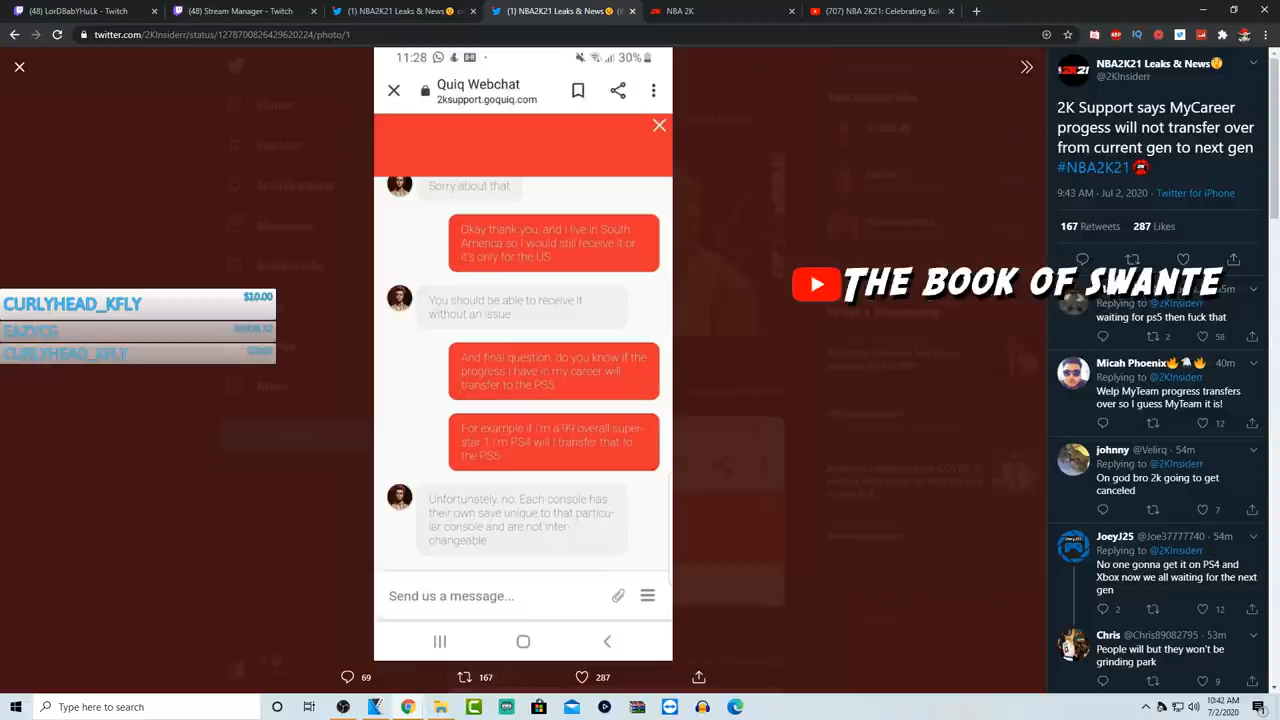 (48) LorDBabYHuLk - Twitch
(48) Stream Manager - Twitch
(1) NBA2K21 Leaks & News
(1) NBA2K21 Leaks & News
NBA 2K
(707) NBA 2K21: Celebrating Kob
twitter.com/2KInsiderr/status/1278700826429620224/photo/1
11:28
30%
Quiq Webchat
2ksupport.goquiq.com
Sorry about that
Okay thank you, and I live in South
America so I would still receive it or
it's only for the US
You should be able to receive it
without an issue
And final question, do you know if the
progress I have in my career will
transfer to the PS5
For example if I'm a 99 overall super-
star 1 I'm PS4 will I transfer that to
the PS5
Unfortunately, no. Each console has
their own save unique to that particu-
lar console and are not inter-
changeable
Send us a message...
69
167
287
CURLYHEAD_KFLY
$10.00
EAZYCG
CURLYHEAD_KFLY
THE BOOK OF SWANTE
NBA2K21 Leaks & News
@2KInsiderr
2K Support says MyCareer
progess will not transfer over
from current gen to next gen
#NBA2K21
9:43 AM · Jul 2, 2020 · Twitter for iPhone
167 Retweets 287 Likes
waiting for ps5 then fuck that
58
Micah Phoenix · 40m
Replying to @2KInsiderr
Welp MyTeam progress transfers
over so I guess MyTeam it is!
12
johnny @Velirq · 54m
Replying to @2KInsiderr
On god bro 2k going to get
canceled
7
JoeyJ25 @Joe37777740 · 54m
Replying to @2KInsiderr
No one gonna get it on PS4 and
Xbox now we all waiting for the next
gen
2
12
Chris @Chris89082795 · 53m
People will but they won't be
grinding park
9
Type here to search
10:42 AM
7/2/2020